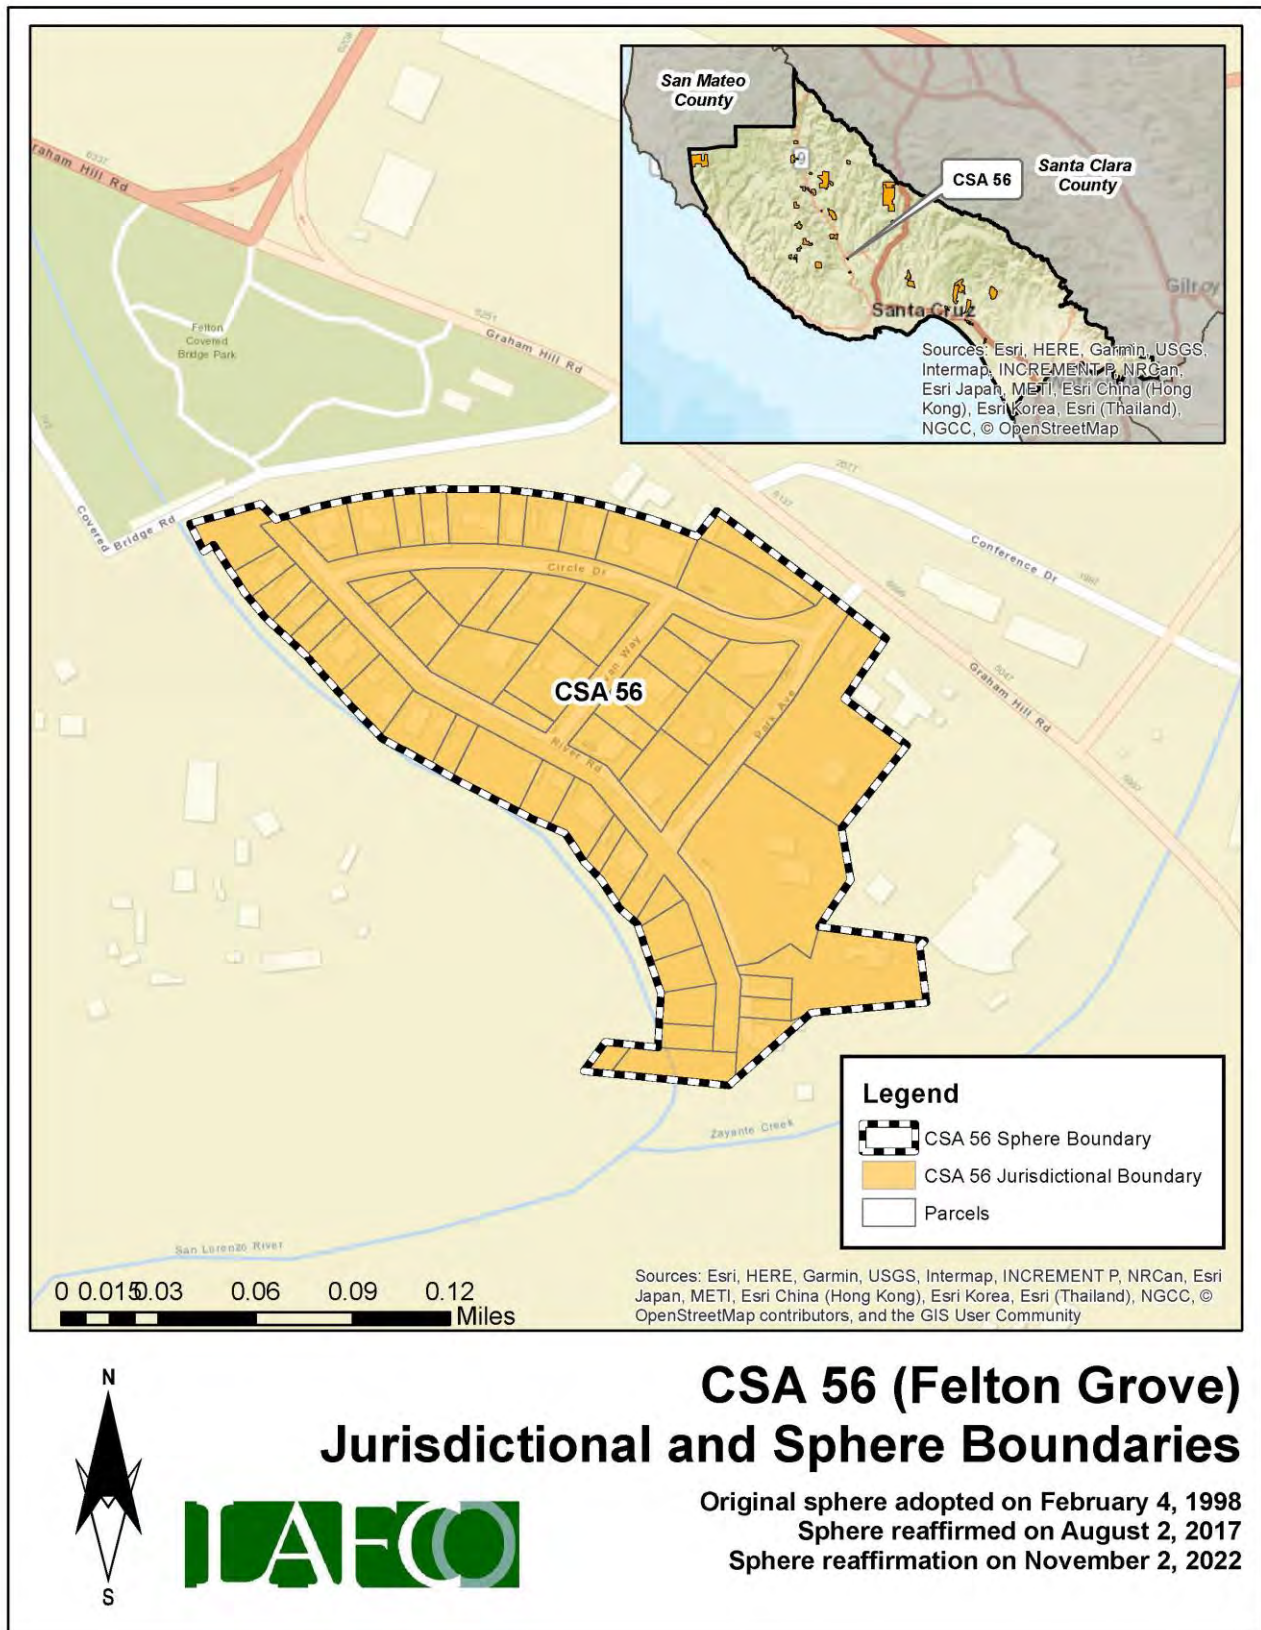 San Mateo
County
9
CSA 56
Santa Clara
County
Gilroy
Santa Cruz
Sources: Esri, HERE, Garmin, USGS,
Intermap, INCREMENT P, NRCan,
Esri Japan, METI, Esri China (Hong
Kong), Esri Korea, Esri (Thailand),
NGCC, © OpenStreetMap
raham Hill Rd
Felton
Covered
Bridge Park
6251
Graham Hill Rd
Covered Bridge Rd
Conference Dr
Circle Dr
Way
CSA 56
Park Ave
River Rd
Graham Hill Rd
5047
Zayante Creek
San Lorenzo River
Legend
CSA 56 Sphere Boundary
CSA 56 Jurisdictional Boundary
Parcels
0 0.015 0.03 0.06 0.09 0.12
Miles
Sources: Esri, HERE, Garmin, USGS, Intermap, INCREMENT P, NRCan, Esri
Japan, METI, Esri China (Hong Kong), Esri Korea, Esri (Thailand), NGCC, ©
OpenStreetMap contributors, and the GIS User Community
N
S
LAFCO
CSA 56 (Felton Grove)
Jurisdictional and Sphere Boundaries
Original sphere adopted on February 4, 1998
Sphere reaffirmed on August 2, 2017
Sphere reaffirmation on November 2, 2022